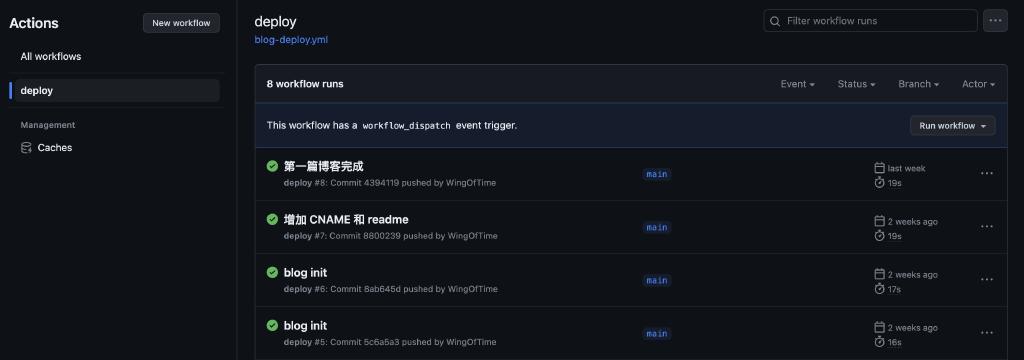 Actions
New workflow
All workflows
deploy
Management
Caches
deploy
blog-deploy.yml
Filter workflow runs
8 workflow runs
Event
Status
Branch
Actor
This workflow has a workflow_dispatch event trigger.
Run workflow
第一篇博客完成
deploy #8: Commit 4394119 pushed by WingOfTime
main
last week
19s
增加 CNAME 和 readme
deploy #7: Commit 8800239 pushed by WingOfTime
main
2 weeks ago
19s
blog init
deploy #6: Commit 8ab645d pushed by WingOfTime
main
2 weeks ago
17s
blog init
deploy #5: Commit 5c6a5a3 pushed by WingOfTime
main
2 weeks ago
16s